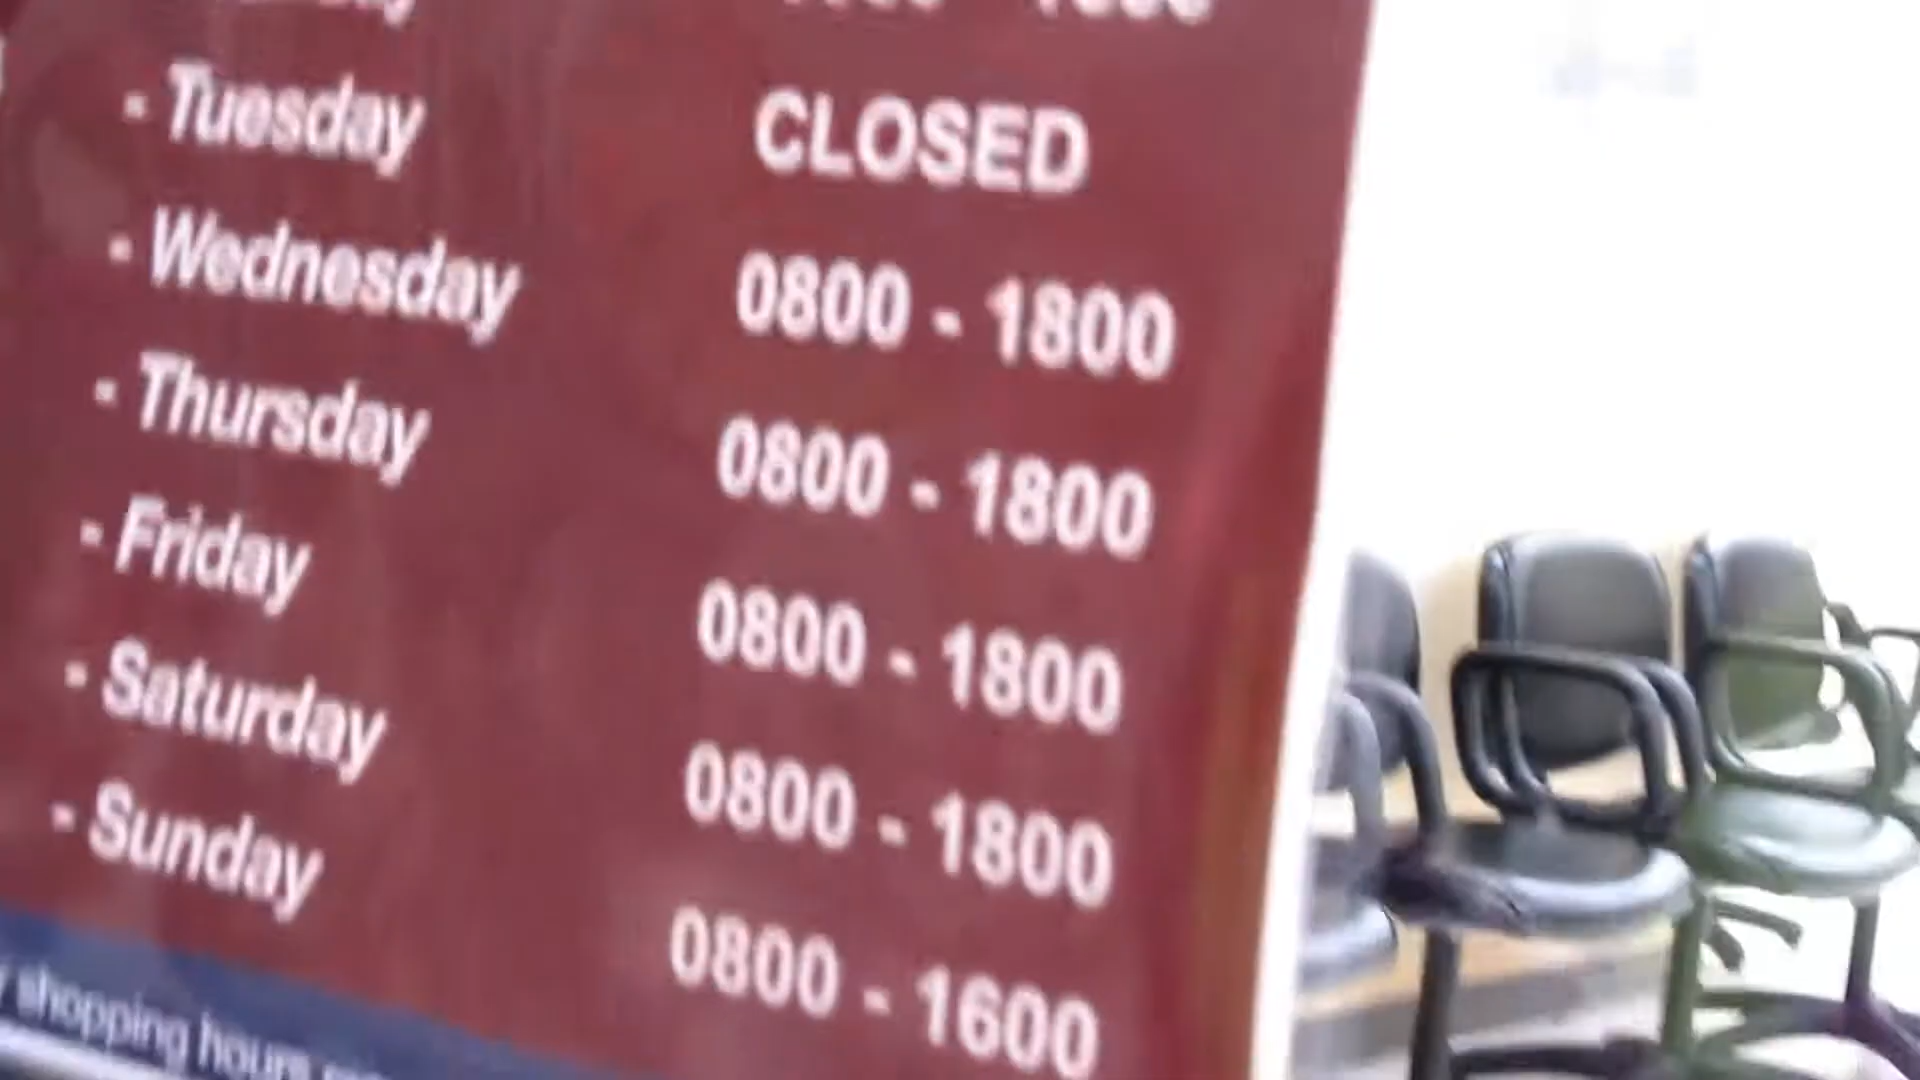 - Tuesday CLOSED
- Wednesday 0800 - 1800
- Thursday 0800 - 1800
- Friday 0800 - 1800
- Saturday 0800 - 1800
- Sunday 0800 - 1600
shopping hours